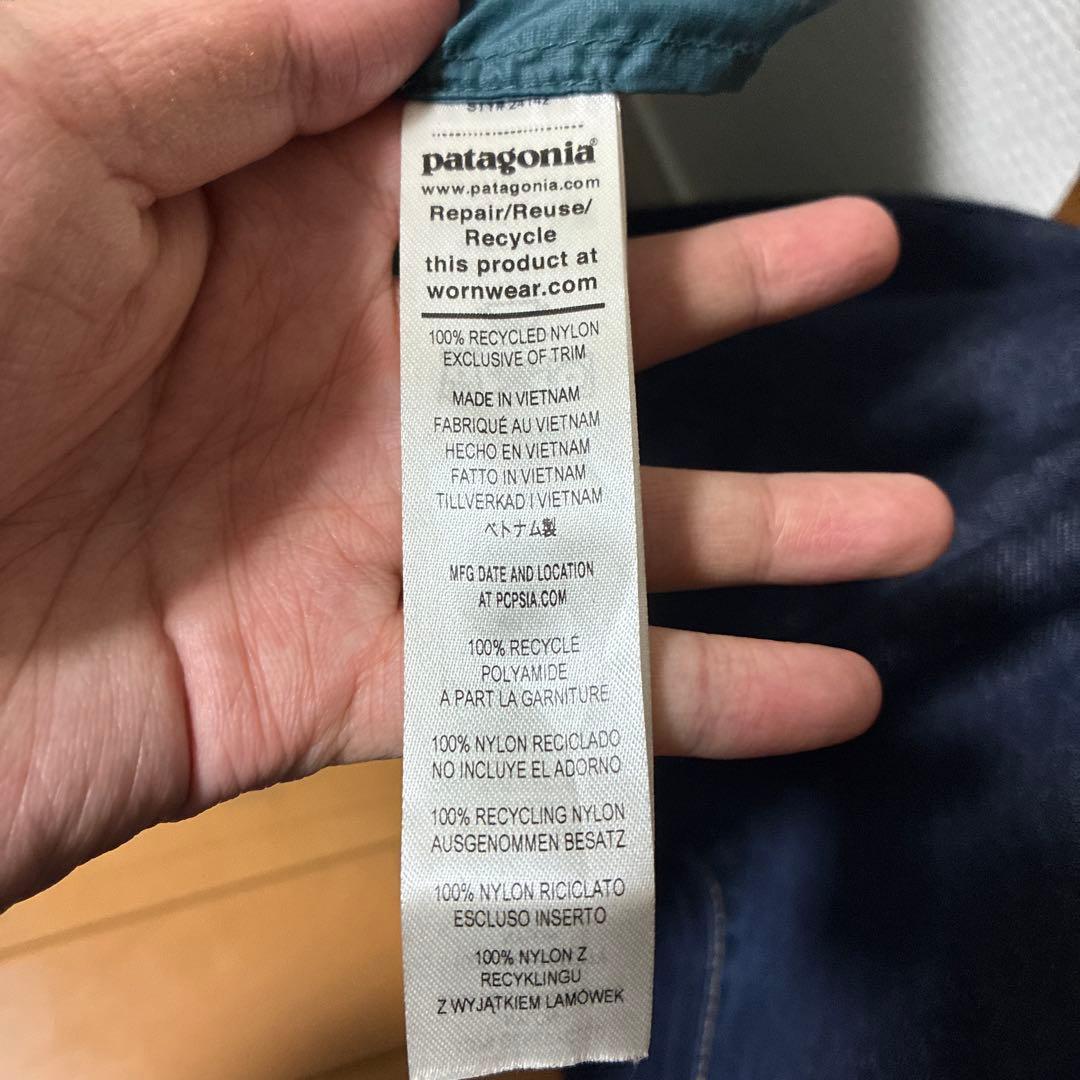 STY# 24142
patagonia®
www.patagonia.com
Repair/Reuse/
Recycle
this product at
wornwear.com
100% RECYCLED NYLON
EXCLUSIVE OF TRIM
MADE IN VIETNAM
FABRIQUÉ AU VIETNAM
HECHO EN VIETNAM
FATTO IN VIETNAM
TILLVERKAD I VIETNAM
ベトナム製
MFG DATE AND LOCATION
AT PCPSIA.COM
100% RECYCLÉ
POLYAMIDE
A PART LA GARNITURE
100% NYLON RECICLADO
NO INCLUYE EL ADORNO
100% RECYCLING NYLON
AUSGENOMMEN BESATZ
100% NYLON RICICLATO
ESCLUSO INSERTO
100% NYLON Z
RECYKLINGU
Z WYJĄTKIEM LAMÓWEK